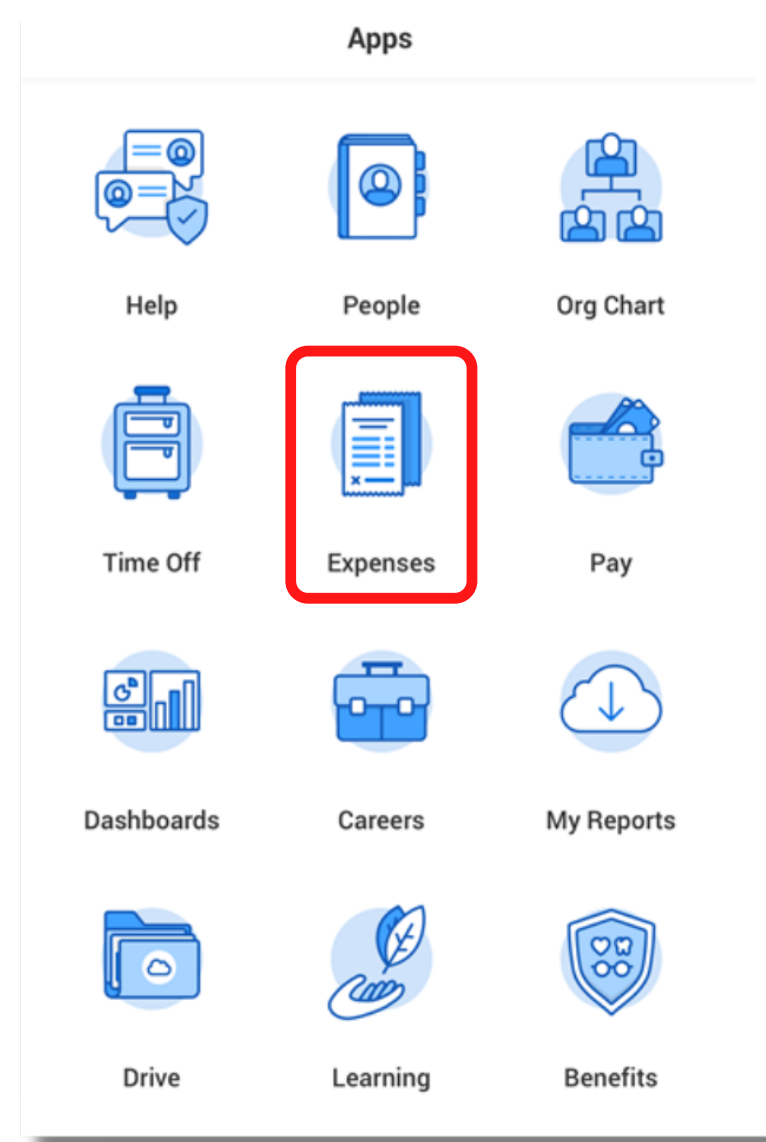 Apps
Help People Org Chart
Time Off Expenses Pay
Dashboards Careers My Reports
Drive Learning Benefits